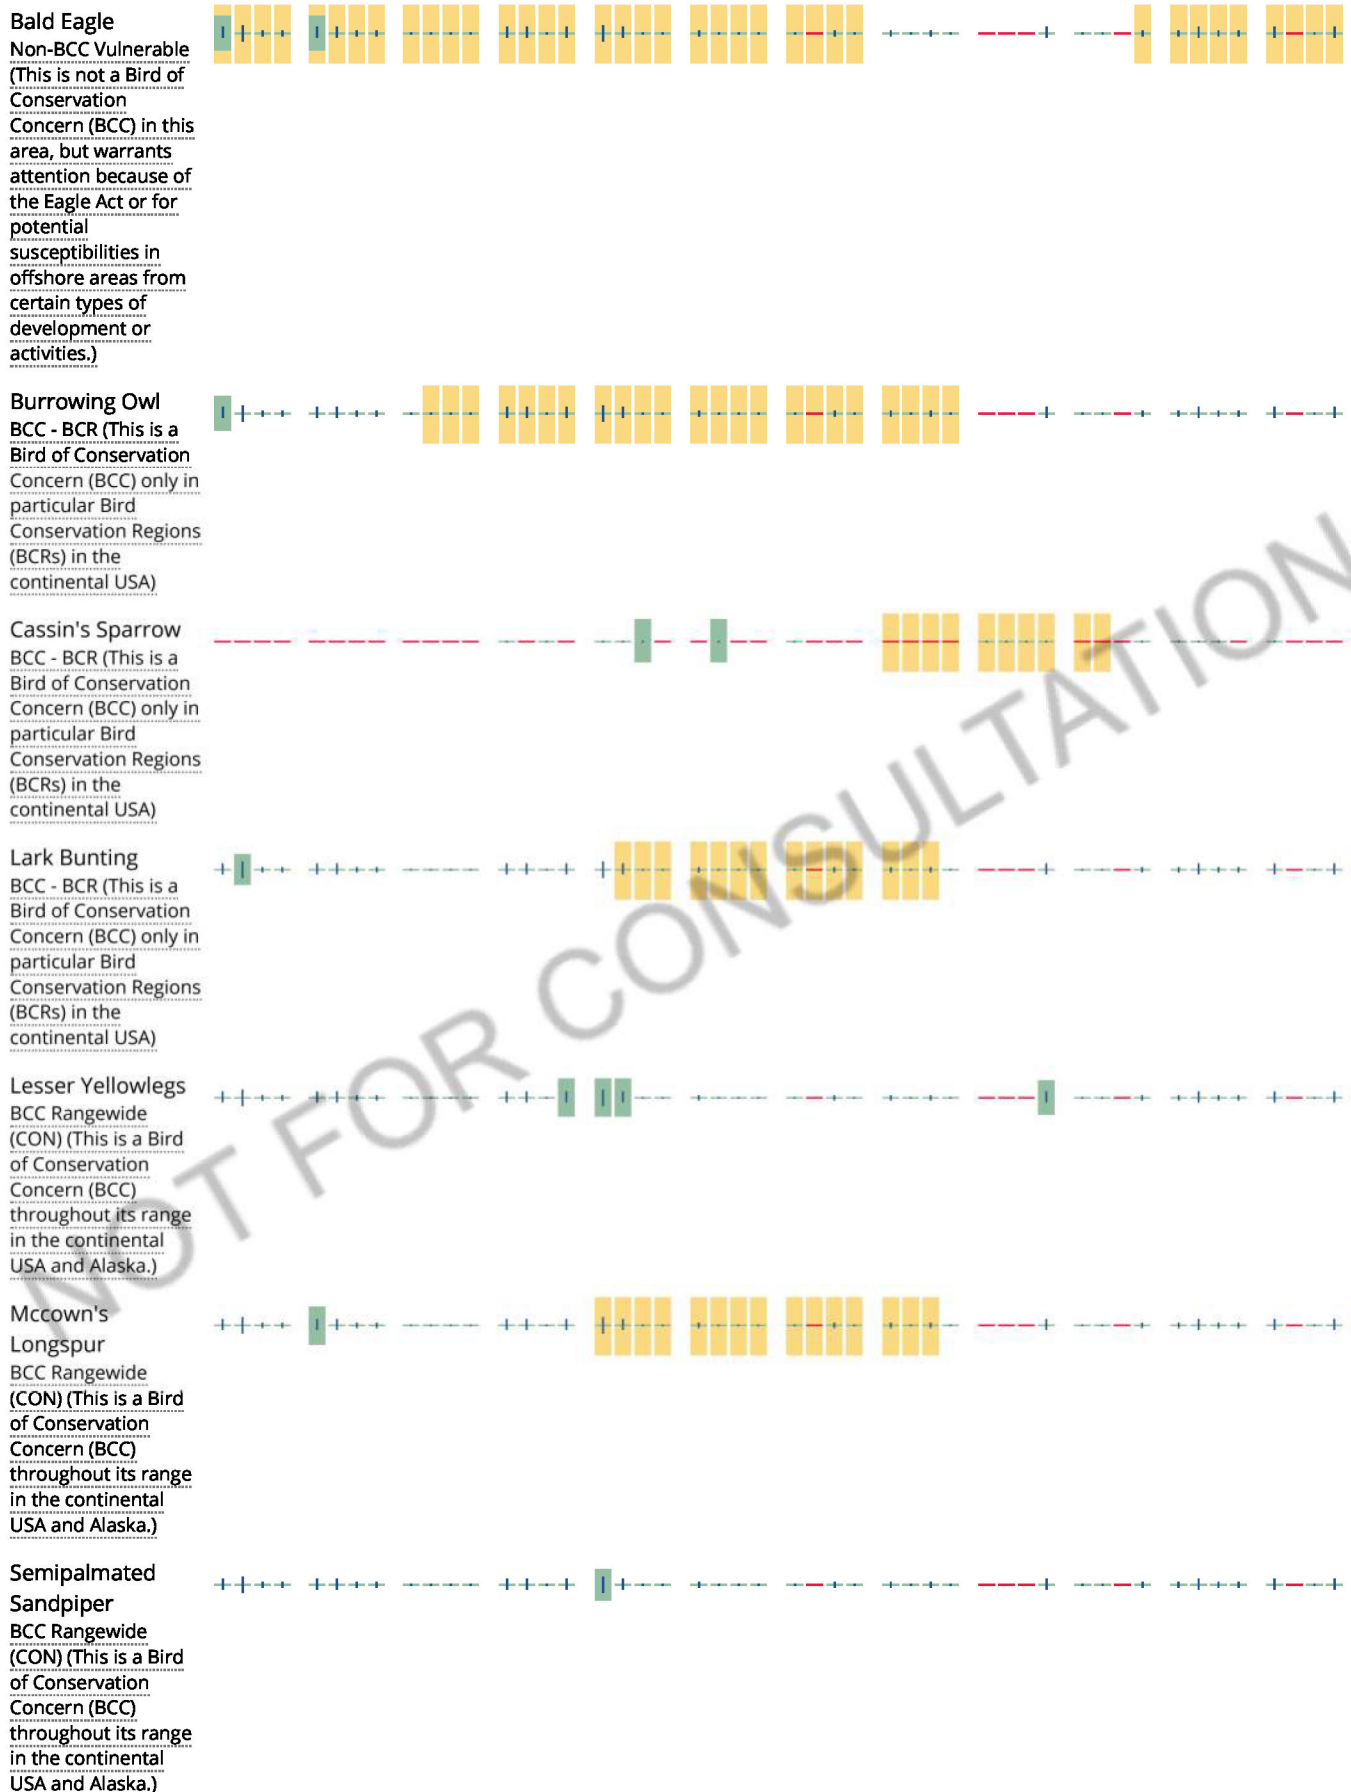 Bald Eagle
Non-BCC Vulnerable
(This is not a Bird of
Conservation
Concern (BCC) in this
area, but warrants
attention because of
the Eagle Act or for
potential
susceptibilities in
offshore areas from
certain types of
development or
activities.)
Burrowing Owl
BCC - BCR (This is a
Bird of Conservation
Concern (BCC) only in
particular Bird
Conservation Regions
(BCRs) in the
continental USA)
Cassin's Sparrow
BCC - BCR (This is a
Bird of Conservation
Concern (BCC) only in
particular Bird
Conservation Regions
(BCRs) in the
continental USA)
Lark Bunting
BCC - BCR (This is a
Bird of Conservation
Concern (BCC) only in
particular Bird
Conservation Regions
(BCRs) in the
continental USA)
Lesser Yellowlegs
BCC Rangewide
(CON) (This is a Bird
of Conservation
Concern (BCC)
throughout its range
in the continental
USA and Alaska.)
Mccown's
Longspur
BCC Rangewide
(CON) (This is a Bird
of Conservation
Concern (BCC)
throughout its range
in the continental
USA and Alaska.)
Semipalmated
Sandpiper
BCC Rangewide
(CON) (This is a Bird
of Conservation
Concern (BCC)
throughout its range
in the continental
USA and Alaska.)
NOT FOR CONSULTATION